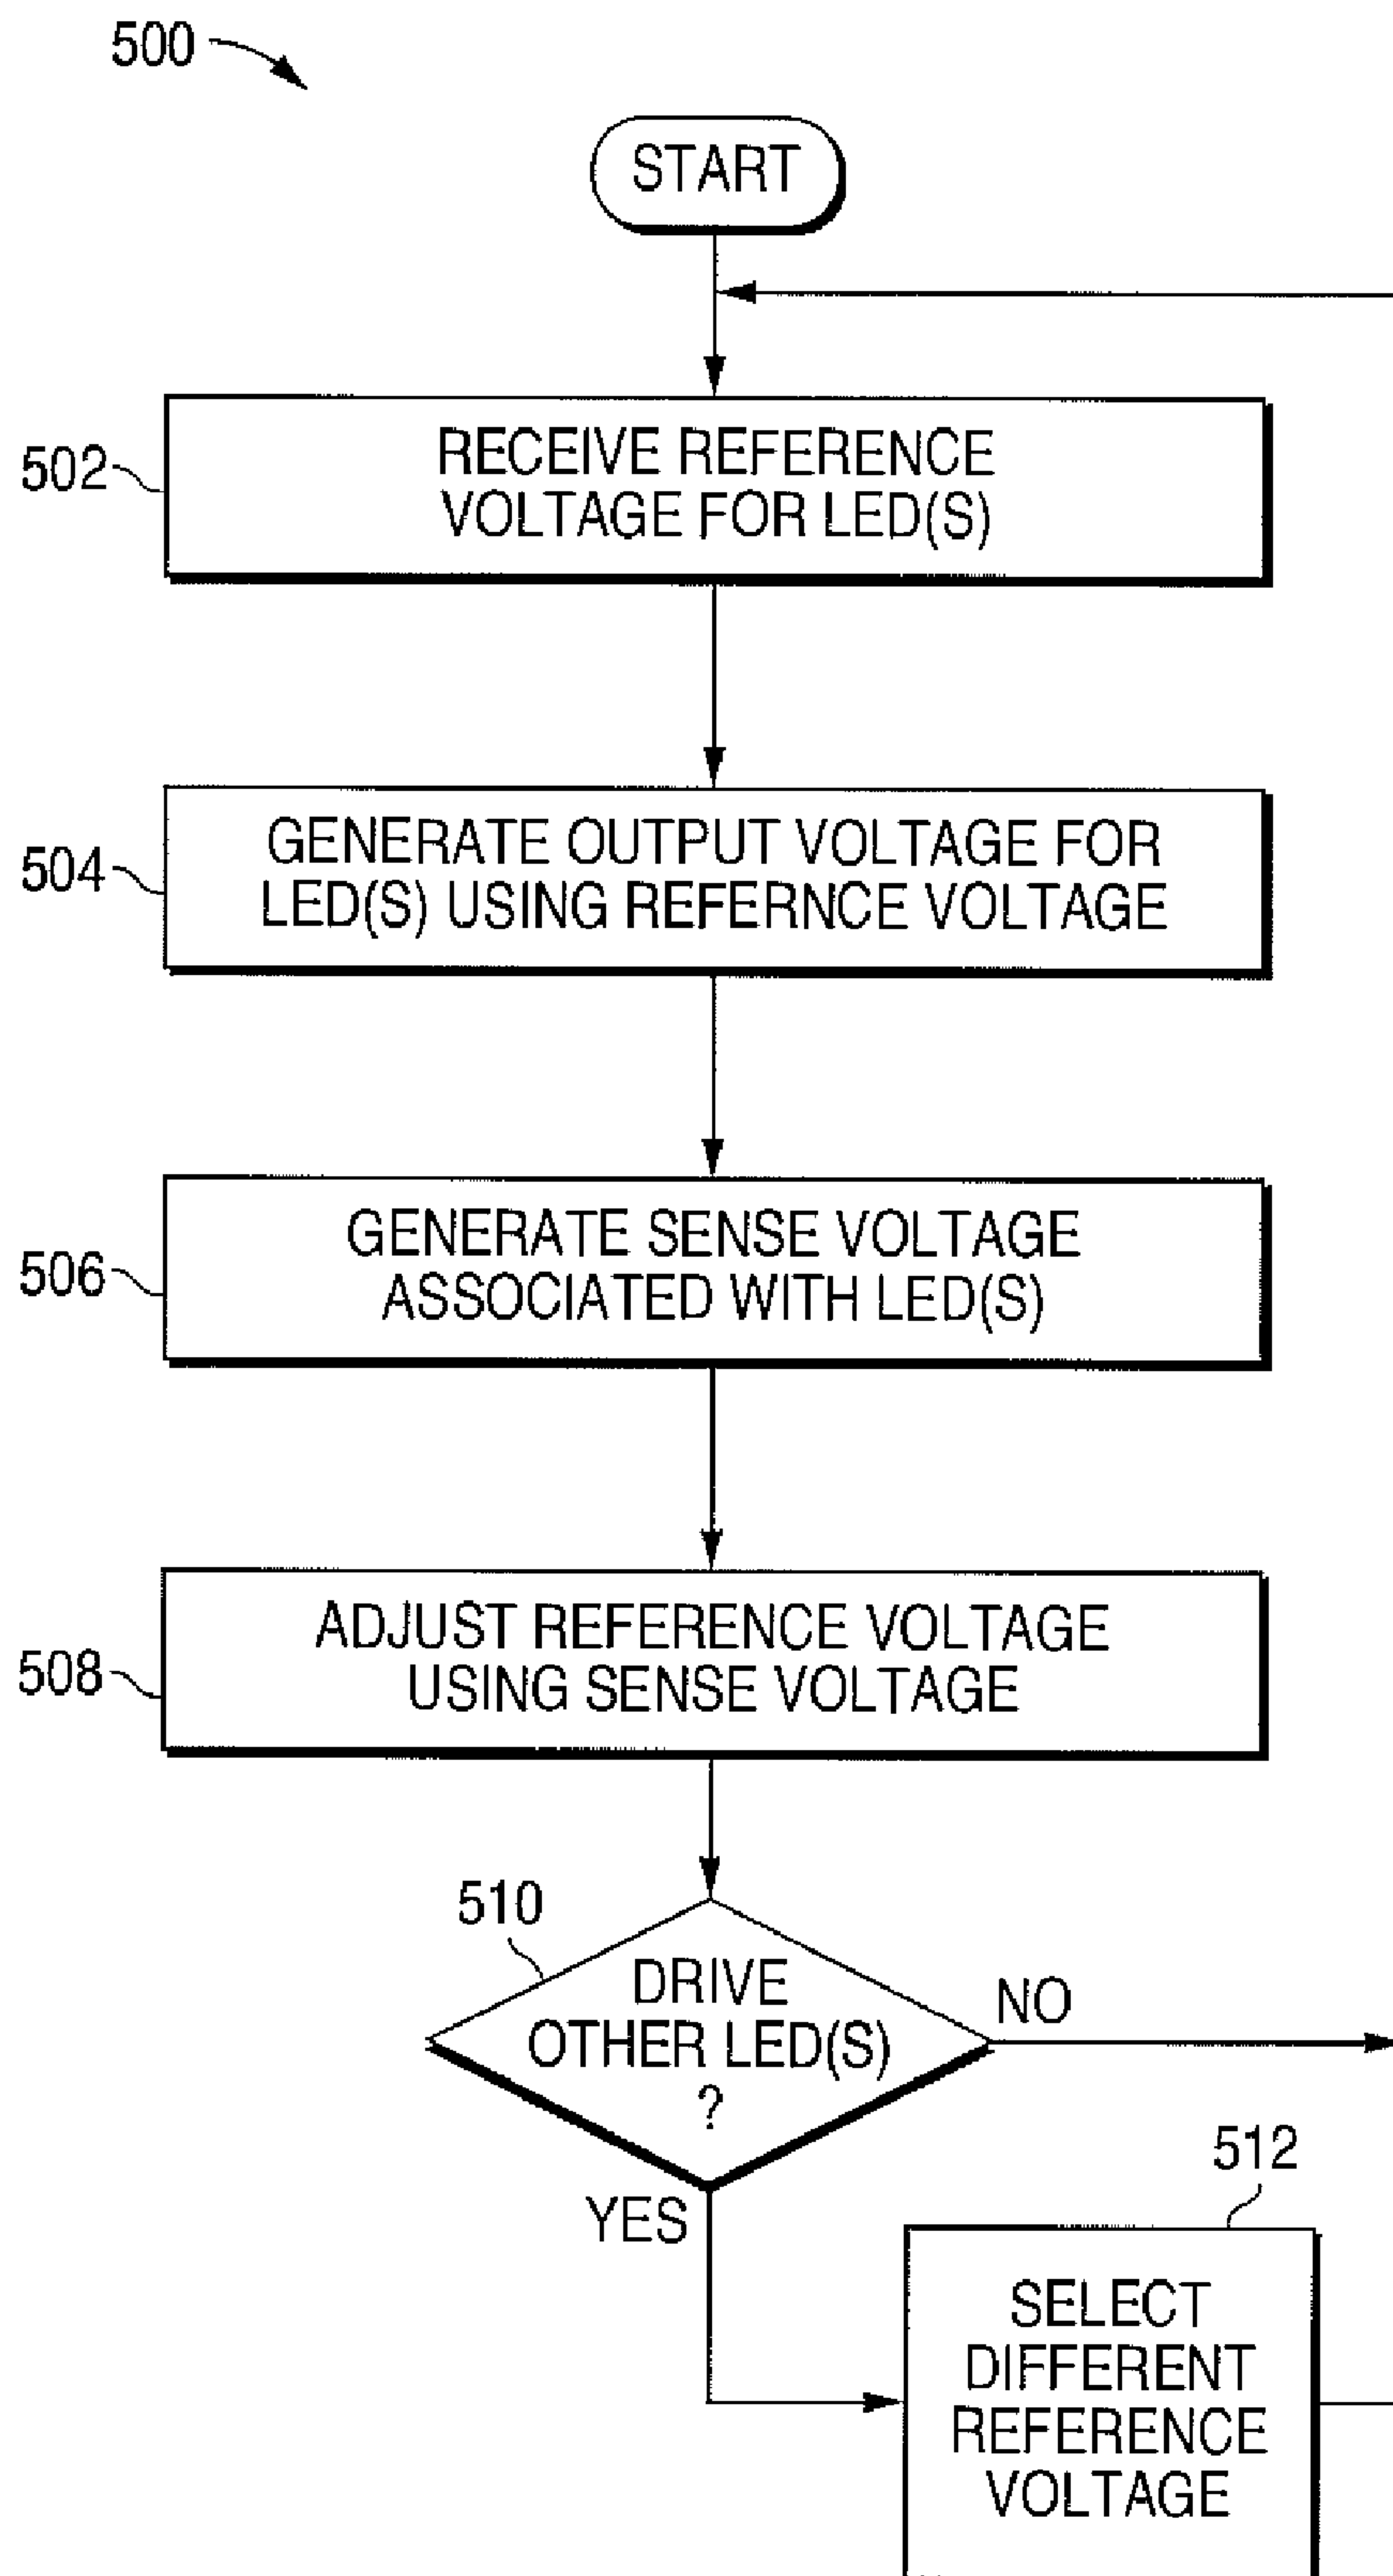 500
START
502
RECEIVE REFERENCE
VOLTAGE FOR LED(S)
504
GENERATE OUTPUT VOLTAGE FOR
LED(S) USING REFERNCE VOLTAGE
506
GENERATE SENSE VOLTAGE
ASSOCIATED WITH LED(S)
508
ADJUST REFERENCE VOLTAGE
USING SENSE VOLTAGE
510
DRIVE
OTHER LED(S)
?
NO
YES
512
SELECT
DIFFERENT
REFERENCE
VOLTAGE